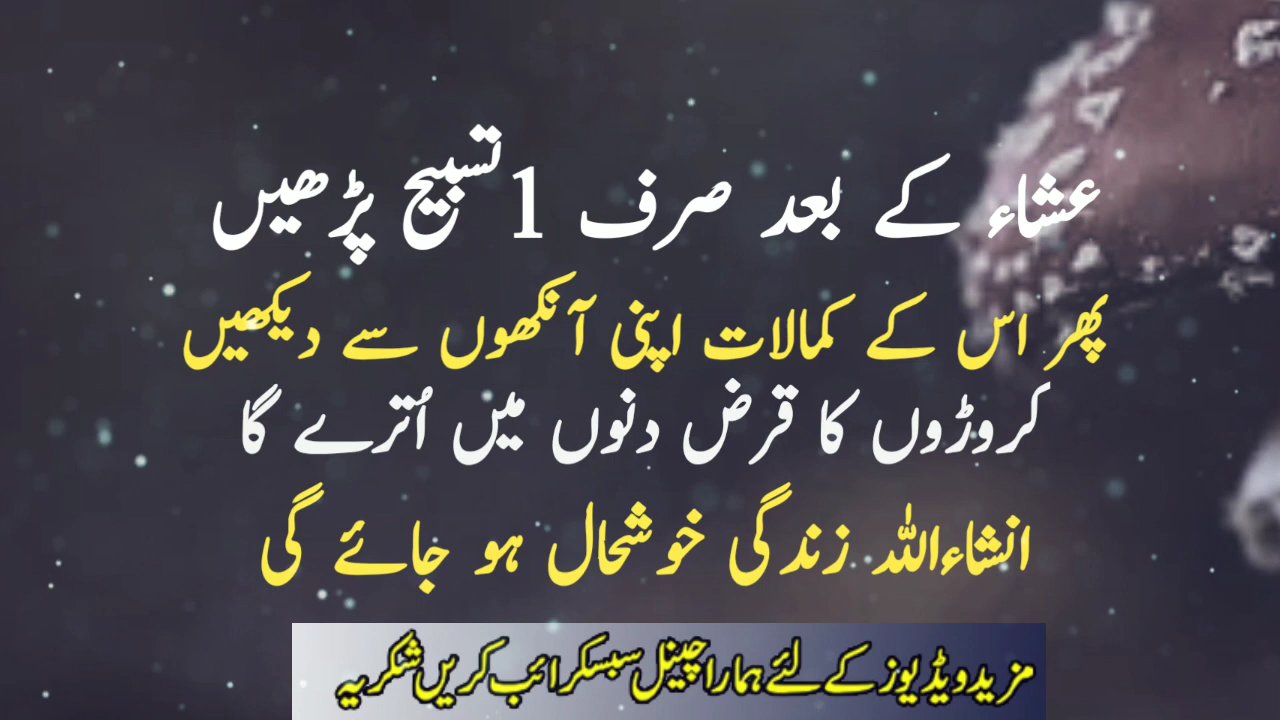 عشاء کے بعد صرف 1 تسبیح پڑھیں
پھر اس کے کمالات اپنی آنکھوں سے دیکھیں
کروڑوں کا قرض دنوں میں اُترے گا
انشاءاللہ زندگی خوشحال ہو جائے گی
مزید ویڈیوز کے لئے ہمارا چینل سبسکرائب کریں شکریہ